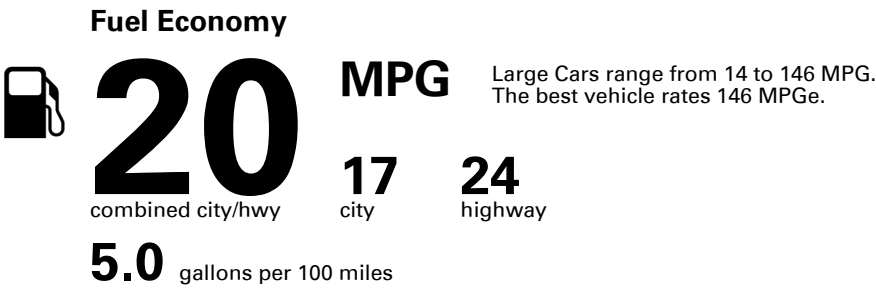 Fuel Economy
20
MPG
Large Cars range from 14 to 146 MPG.
The best vehicle rates 146 MPGe.
combined city/hwy
17
city
24
highway
5.0 gallons per 100 miles